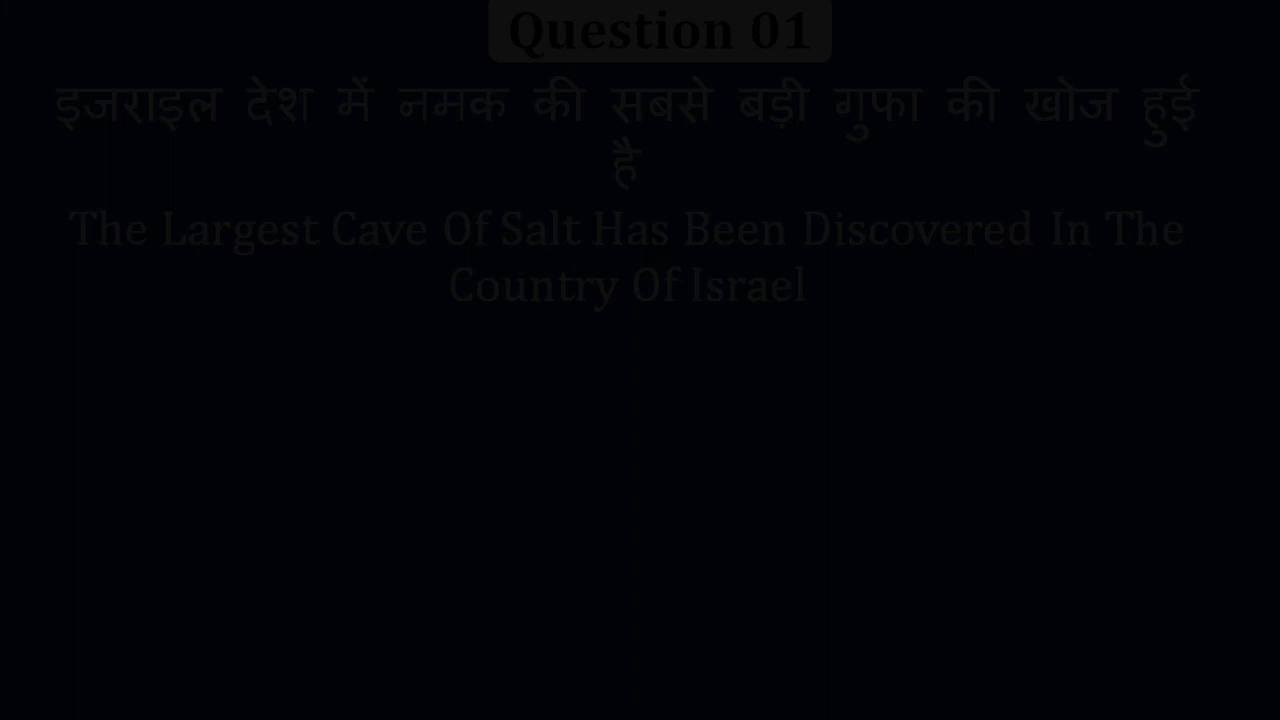 Question 01
इजराइल देश में नमक की सबसे बड़ी गुफा की खोज हुई
है
The Largest Cave Of Salt Has Been Discovered In The
Country Of Israel